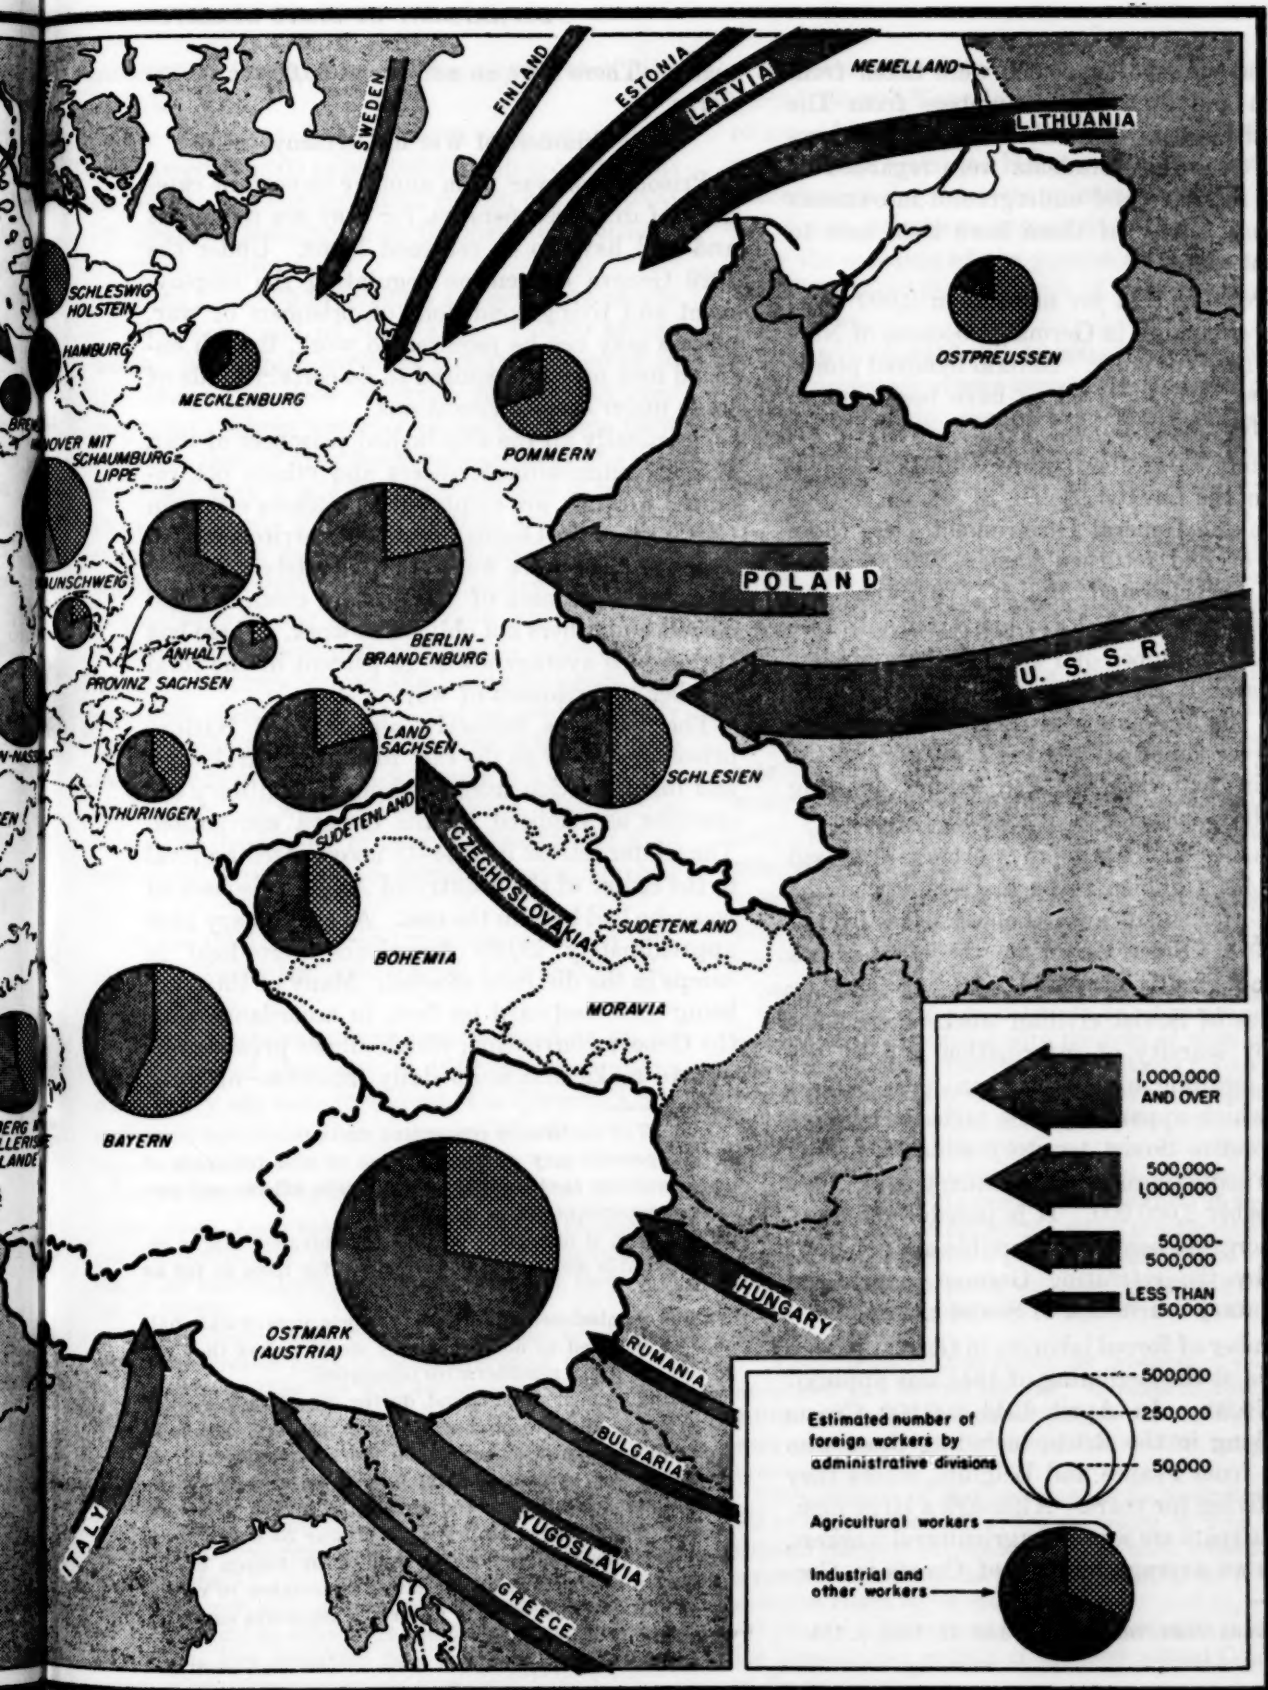 SWEDEN
FINLAND
ESTONIA
LATVIA
MEMELLAND
LITHUANIA
SCHLESWIG
HOLSTEIN
HAMBURG
MECKLENBURG
POMMERN
OSTPREUSSEN
NOVER MIT
SCHAUMBURG=
LIPPE
UNSCHWEIG
ANHALT
PROVINZ SACHSEN
BERLIN-
BRANDENBURG
POLAND
U. S. S. R.
LAND
SACHSEN
SCHLESIEN
THÜRINGEN
SUDETENLAND
CZECHOSLOVAKIA
SUDETENLAND
BOHEMIA
MORAVIA
BAYERN
LANDE
OSTMARK
(AUSTRIA)
HUNGARY
RUMANIA
BULGARIA
YUGOSLAVIA
GREECE
ITALY
1,000,000
AND OVER
500,000-
1,000,000
50,000-
500,000
LESS THAN
50,000
Estimated number of
foreign workers by
administrative divisions
500,000
250,000
50,000
Agricultural workers
Industrial and
other workers